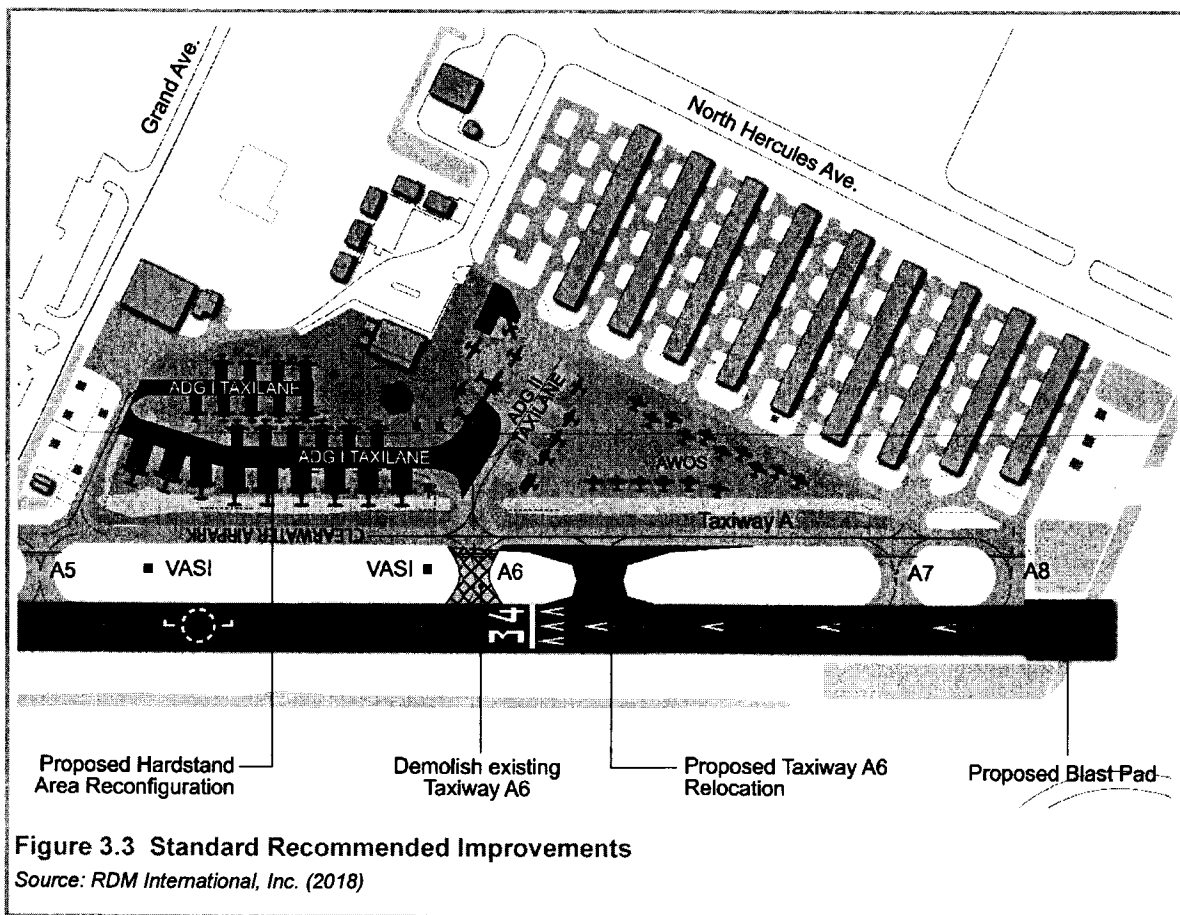 Grand Ave.
North Hercules Ave.
ADG I TAXILANE
ADG II
TAXILANE
ADG I TAXILANE
AWOS
Taxiway A
CLEARWATER AIRPARK
A5
VASI
VASI
A6
A7
A8
34
Proposed Hardstand
Area Reconfiguration
Demolish existing
Taxiway A6
Proposed Taxiway A6
Relocation
Proposed Blast Pad
Figure 3.3 Standard Recommended Improvements
Source: RDM International, Inc. (2018)